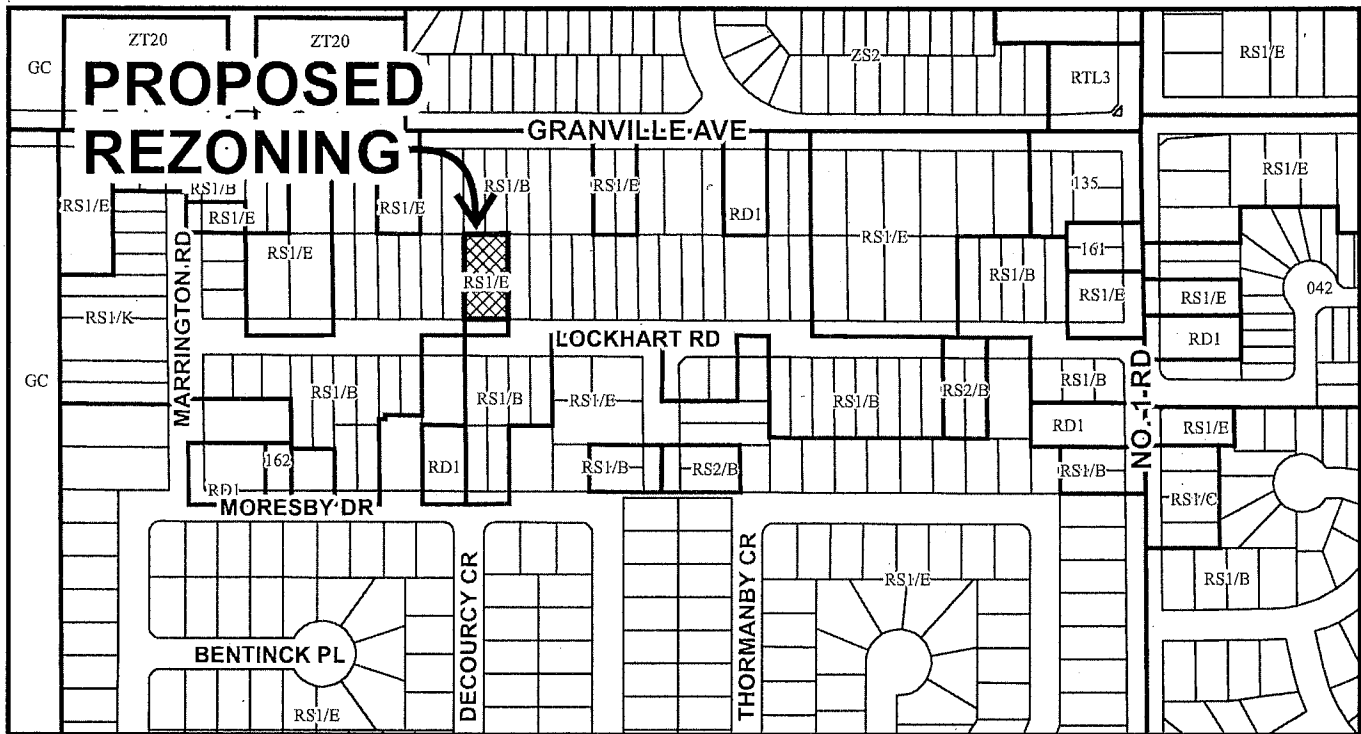 ZT20
ZT20
GC
PROPOSED
REZONING
ZS2
RTL3
RS1/E
GRANVILLE AVE
RS1/E
RS1/B
RS1/E
RS1/E
RS1/E
RS1/B
RS1/E
RD1
135
RS1/E
MARRINGTON RD
RS1/E
RS1/E
RS1/E
RS1/B
161
RS1/E
042
RS1/E
RD1
RS1/K
LOCKHART RD
GC
RS1/B
RS1/B
RS1/E
RS1/B
RS2/B
RS1/B
NO. 1 RD
RD1
RS1/E
162
RD1
RD1
RS1/B
RS2/B
RS1/B
RS1/C
MORESBY DR
DECOURCY CR
THORMANBY CR
RS1/E
RS1/B
BENTINCK PL
RS1/E